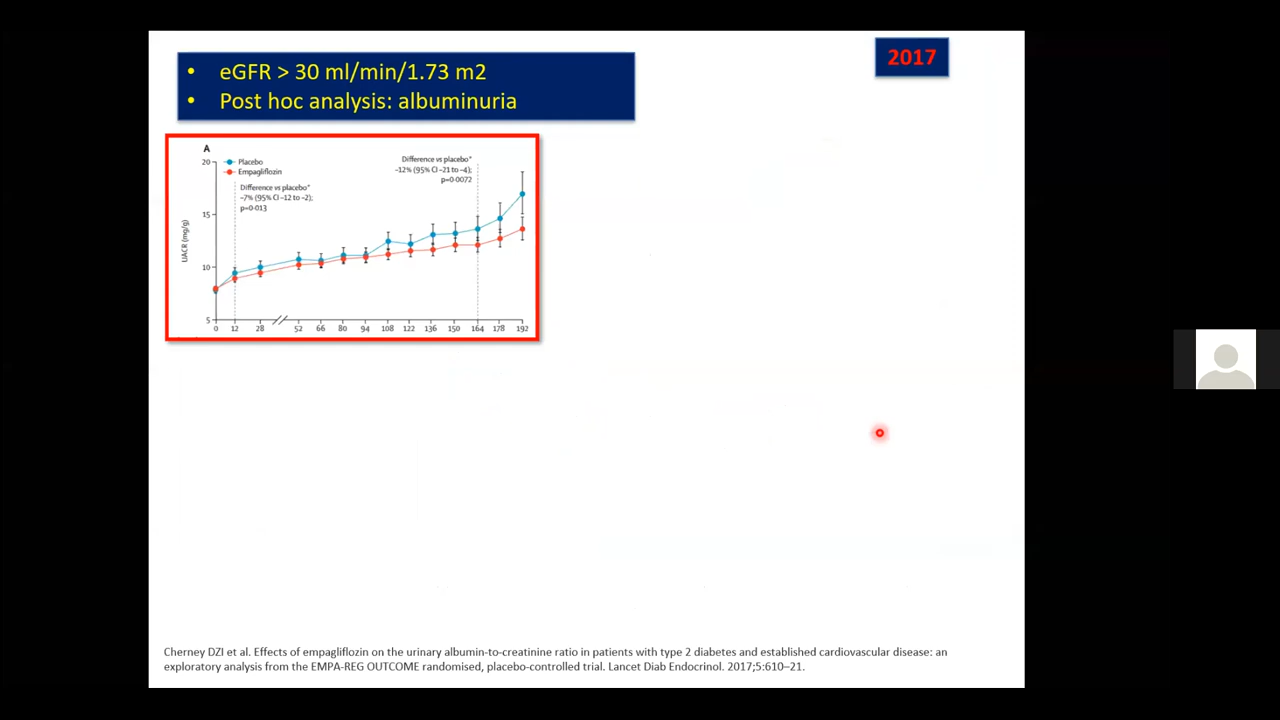 • eGFR > 30 ml/min/1.73 m2
• Post hoc analysis: albuminuria
2017
A
Placebo
Empagliflozin
Difference vs placebo*
–7% (95% CI –12 to –2);
p=0·013
Difference vs placebo*
–12% (95% CI –21 to –4);
p=0·0072
UACR (mg/g)
20
15
10
5
0 12 28 52 66 80 94 108 122 136 150 164 178 192
Cherney DZI et al. Effects of empagliflozin on the urinary albumin-to-creatinine ratio in patients with type 2 diabetes and established cardiovascular disease: an
exploratory analysis from the EMPA-REG OUTCOME randomised, placebo-controlled trial. Lancet Diab Endocrinol. 2017;5:610–21.